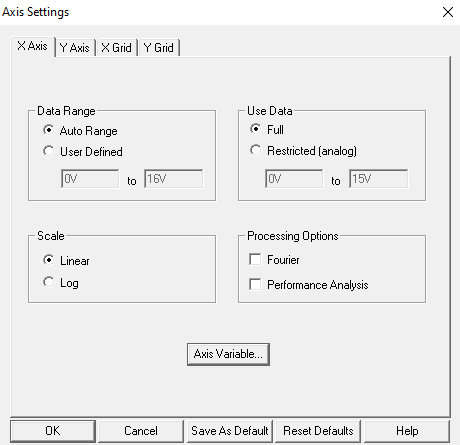 Axis Settings
X Axis Y Axis X Grid Y Grid
Data Range
Auto Range
User Defined
0V to 16V
Use Data
Full
Restricted (analog)
0V to 15V
Scale
Linear
Log
Processing Options
Fourier
Performance Analysis
Axis Variable...
OK Cancel Save As Default Reset Defaults Help